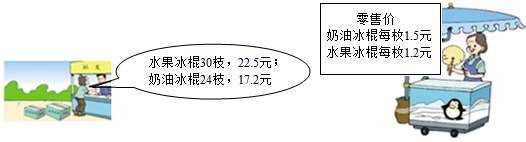 水果冰棍30枝，22.5元；
奶油冰棍24枝，17.2元。
零售价
奶油冰棍每枚1.5元
水果冰棍每枚1.2元